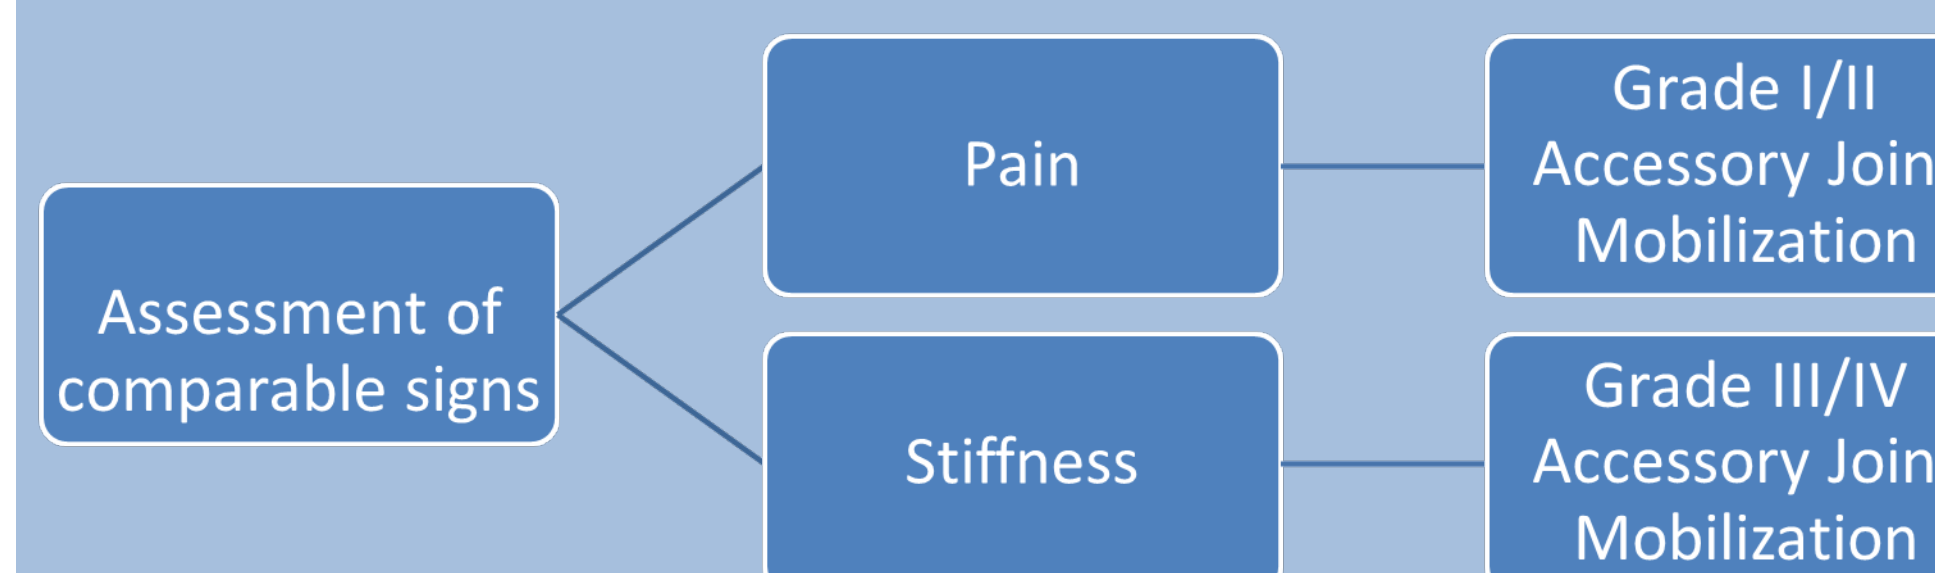 Assessment of
comparable signs
Pain
Stiffness
Grade I/II
Accessory Join
Mobilization
Grade III/IV
Accessory Join
Mobilization